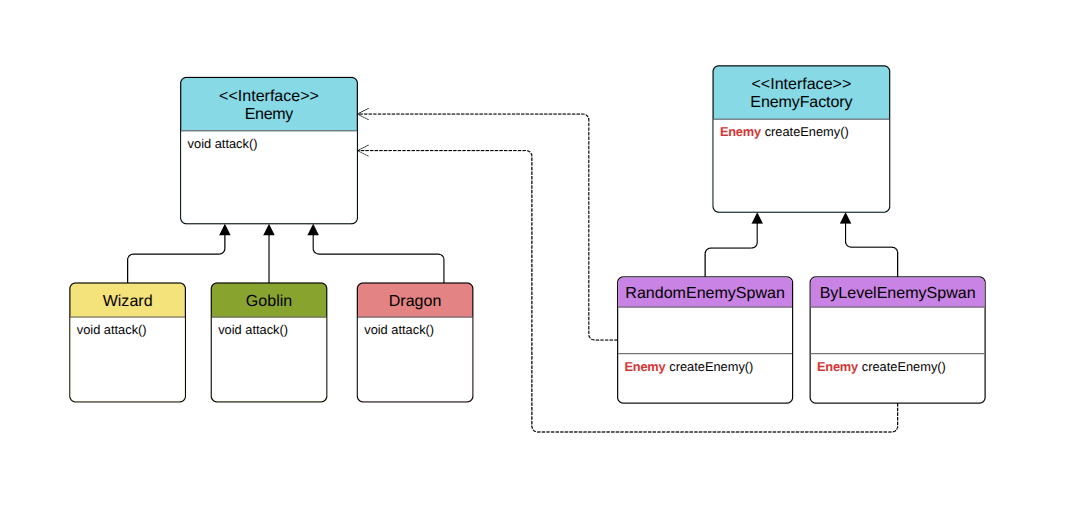 <<Interface>>
Enemy
void attack()
<<Interface>>
EnemyFactory
Enemy createEnemy()
Wizard
void attack()
Goblin
void attack()
Dragon
void attack()
RandomEnemySpwan
Enemy createEnemy()
ByLevelEnemySpwan
Enemy createEnemy()